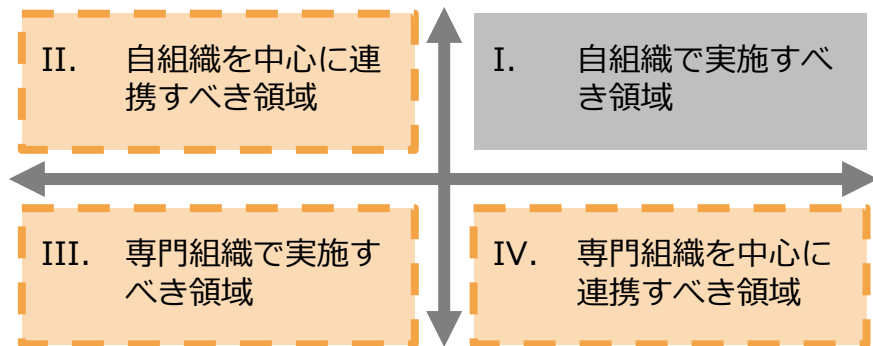 II. 自組織を中心に連
携すべき領域
I. 自組織で実施すべ
き領域
III. 専門組織で実施す
べき領域
IV. 専門組織を中心に
連携すべき領域